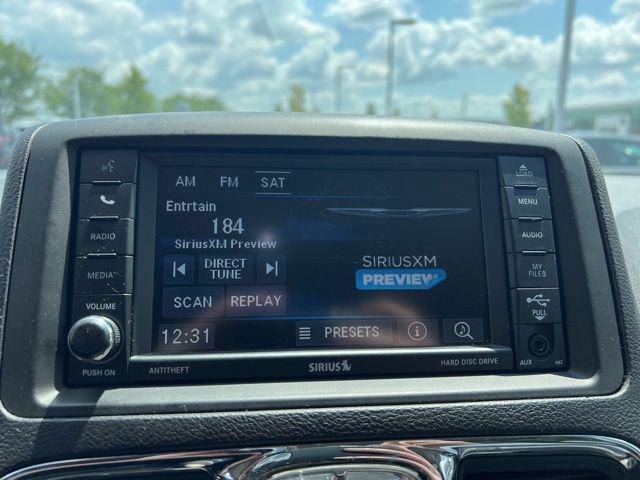 LOAD
AM FM SAT
MENU
Entrtain
184
SiriusXM Preview
RADIO
AUDIO
SIRIUSXM
PREVIEW
DIRECT
TUNE
MEDIA
MY
FILES
SCAN REPLAY
VOLUME
PULL
12:31
PRESETS
PUSH ON
ANTITHEFT
SIRIUS
HARD DISC DRIVE
AUX